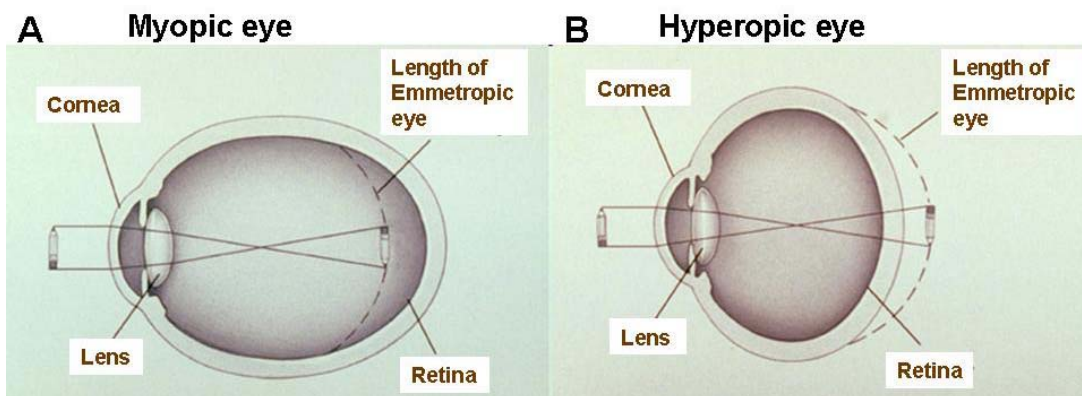 A Myopic eye
B Hyperopic eye
Cornea
Length of
Emmetropic
eye
Lens
Retina
Cornea
Length of
Emmetropic
eye
Lens
Retina